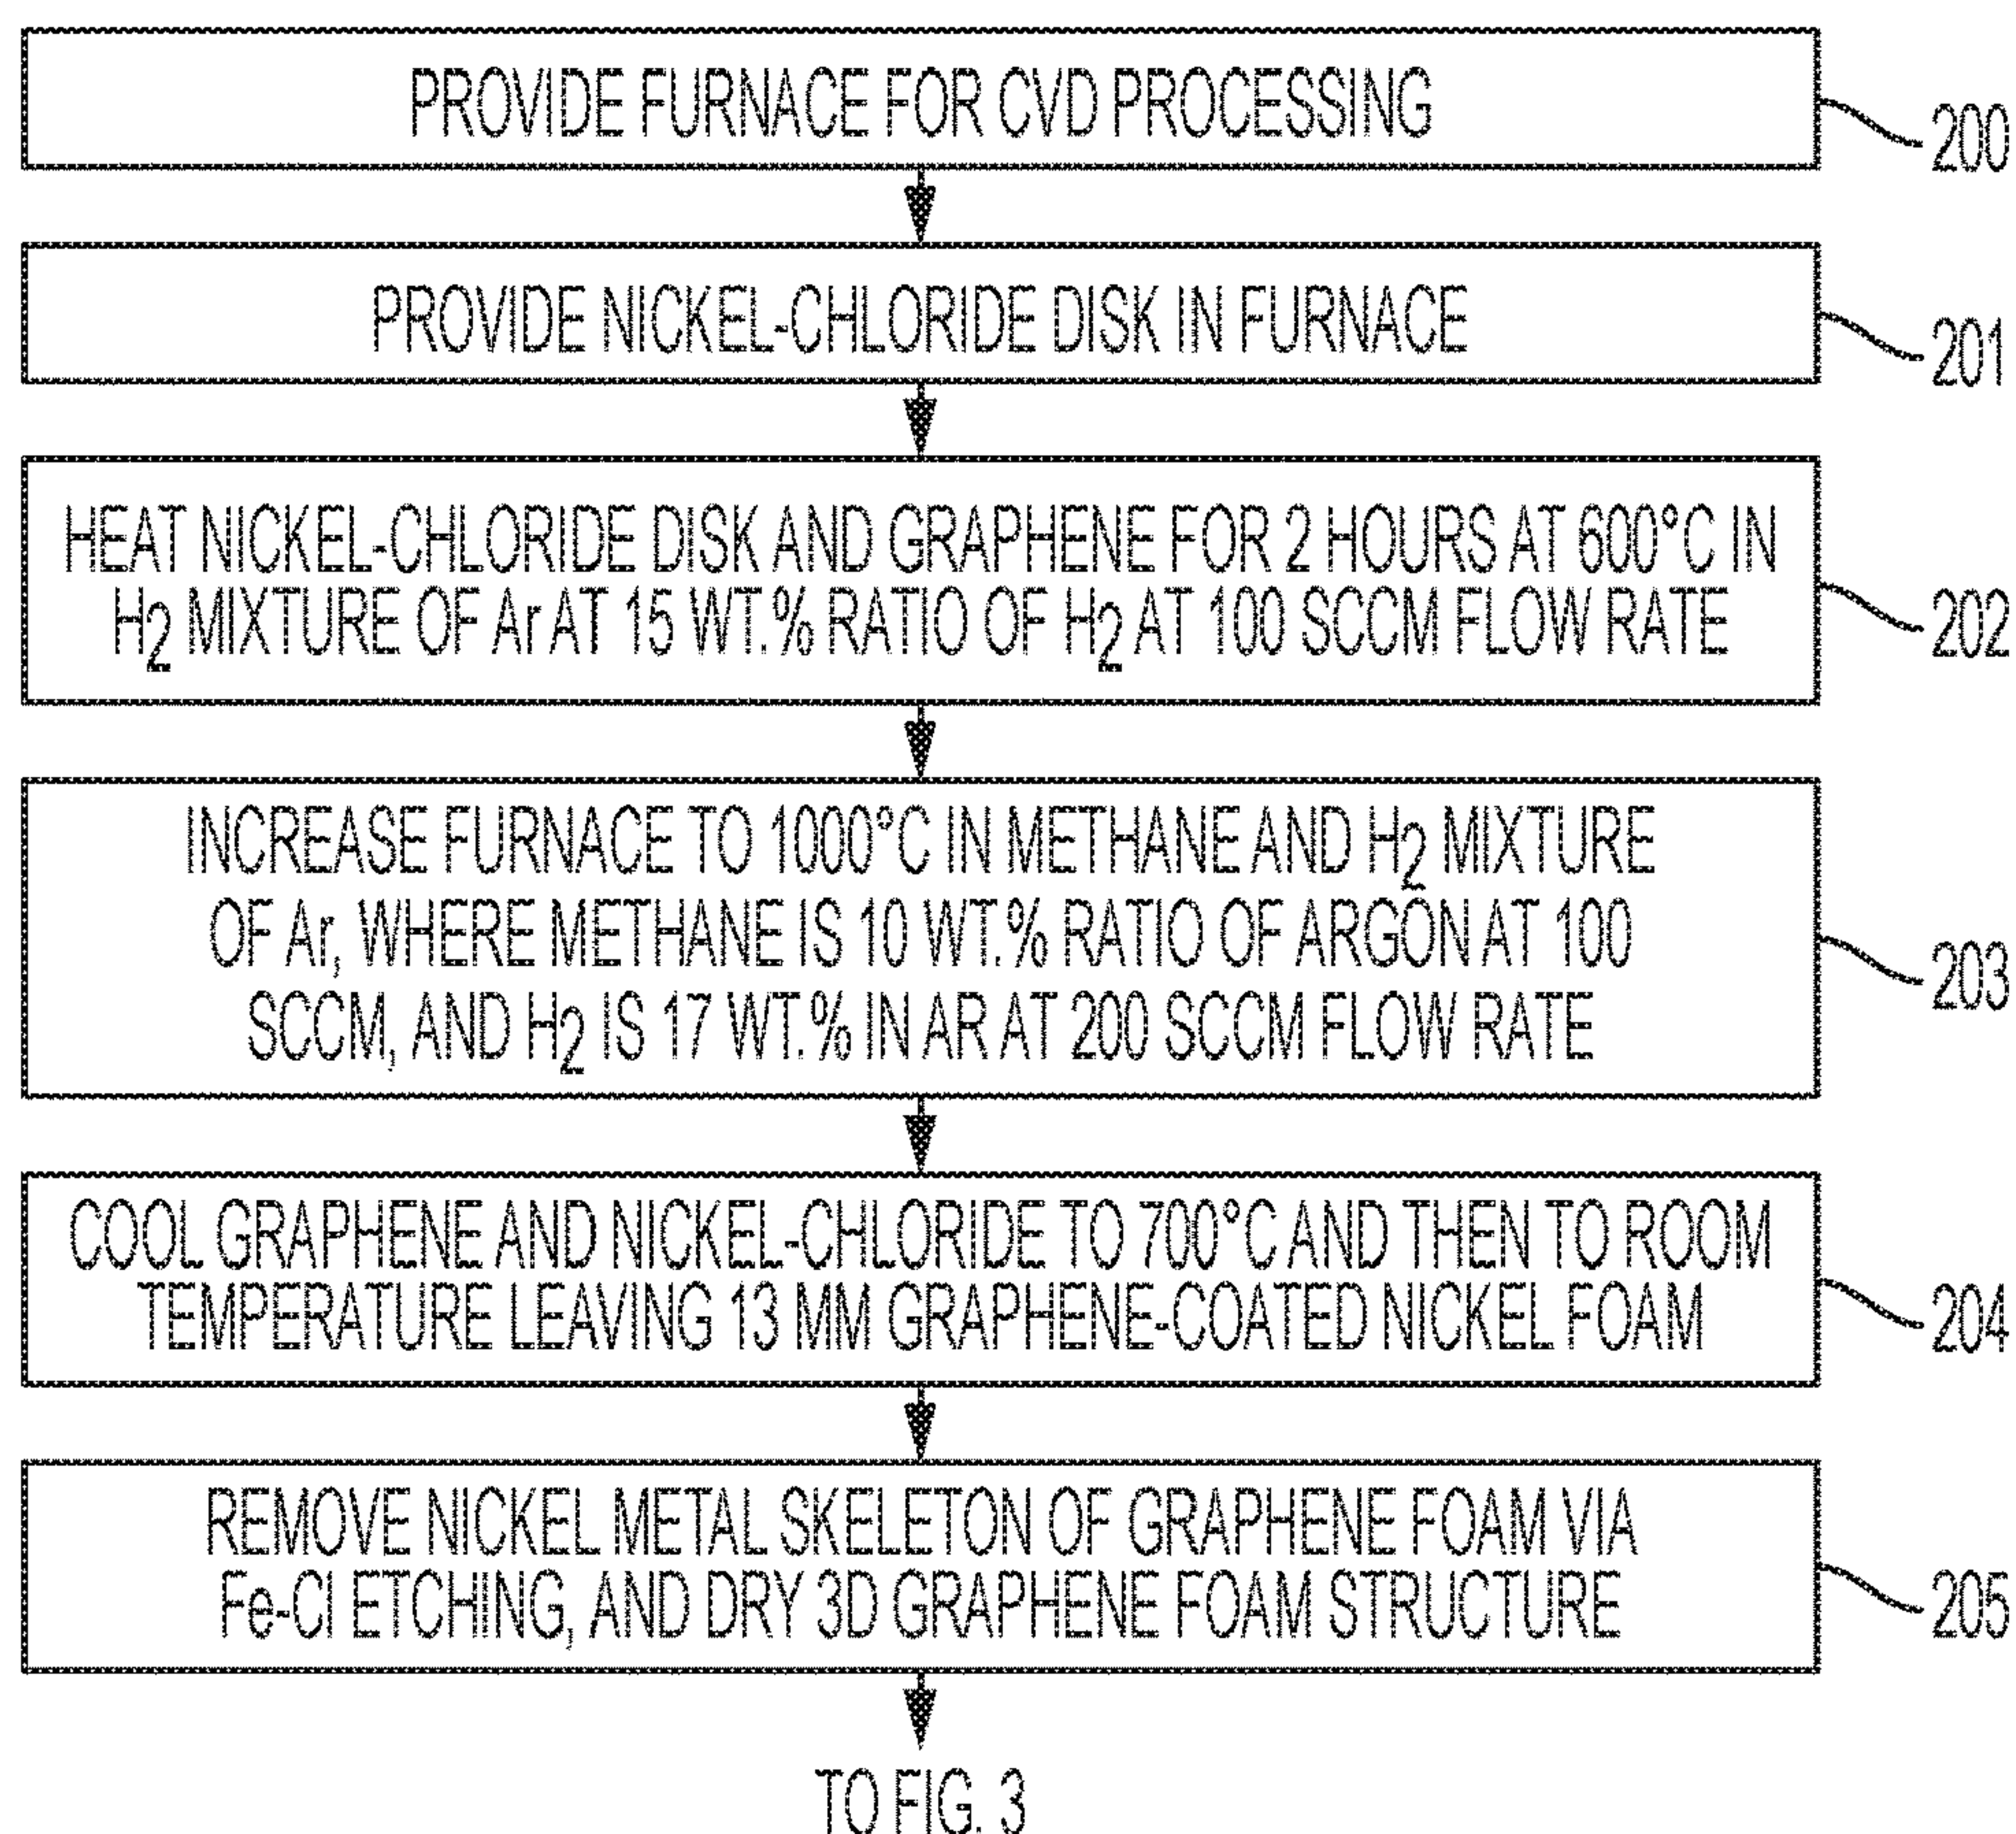 PROVIDE FURNACE FOR CVD PROCESSING
200
PROVIDE NICKEL-CHLORIDE DISK IN FURNACE
201
HEAT NICKEL-CHLORIDE DISK AND GRAPHENE FOR 2 HOURS AT 600°C IN
H2 MIXTURE OF Ar AT 15 WT.% RATIO OF H2 AT 100 SCCM FLOW RATE
202
INCREASE FURNACE TO 1000°C IN METHANE AND H2 MIXTURE
OF Ar, WHERE METHANE IS 10 WT.% RATIO OF ARGON AT 100
SCCM, AND H2 IS 17 WT.% IN AR AT 200 SCCM FLOW RATE
203
COOL GRAPHENE AND NICKEL-CHLORIDE TO 700°C AND THEN TO ROOM
TEMPERATURE LEAVING 13 MM GRAPHENE-COATED NICKEL FOAM
204
REMOVE NICKEL METAL SKELETON OF GRAPHENE FOAM VIA
Fe-Cl ETCHING, AND DRY 3D GRAPHENE FOAM STRUCTURE
205
TO FIG. 3